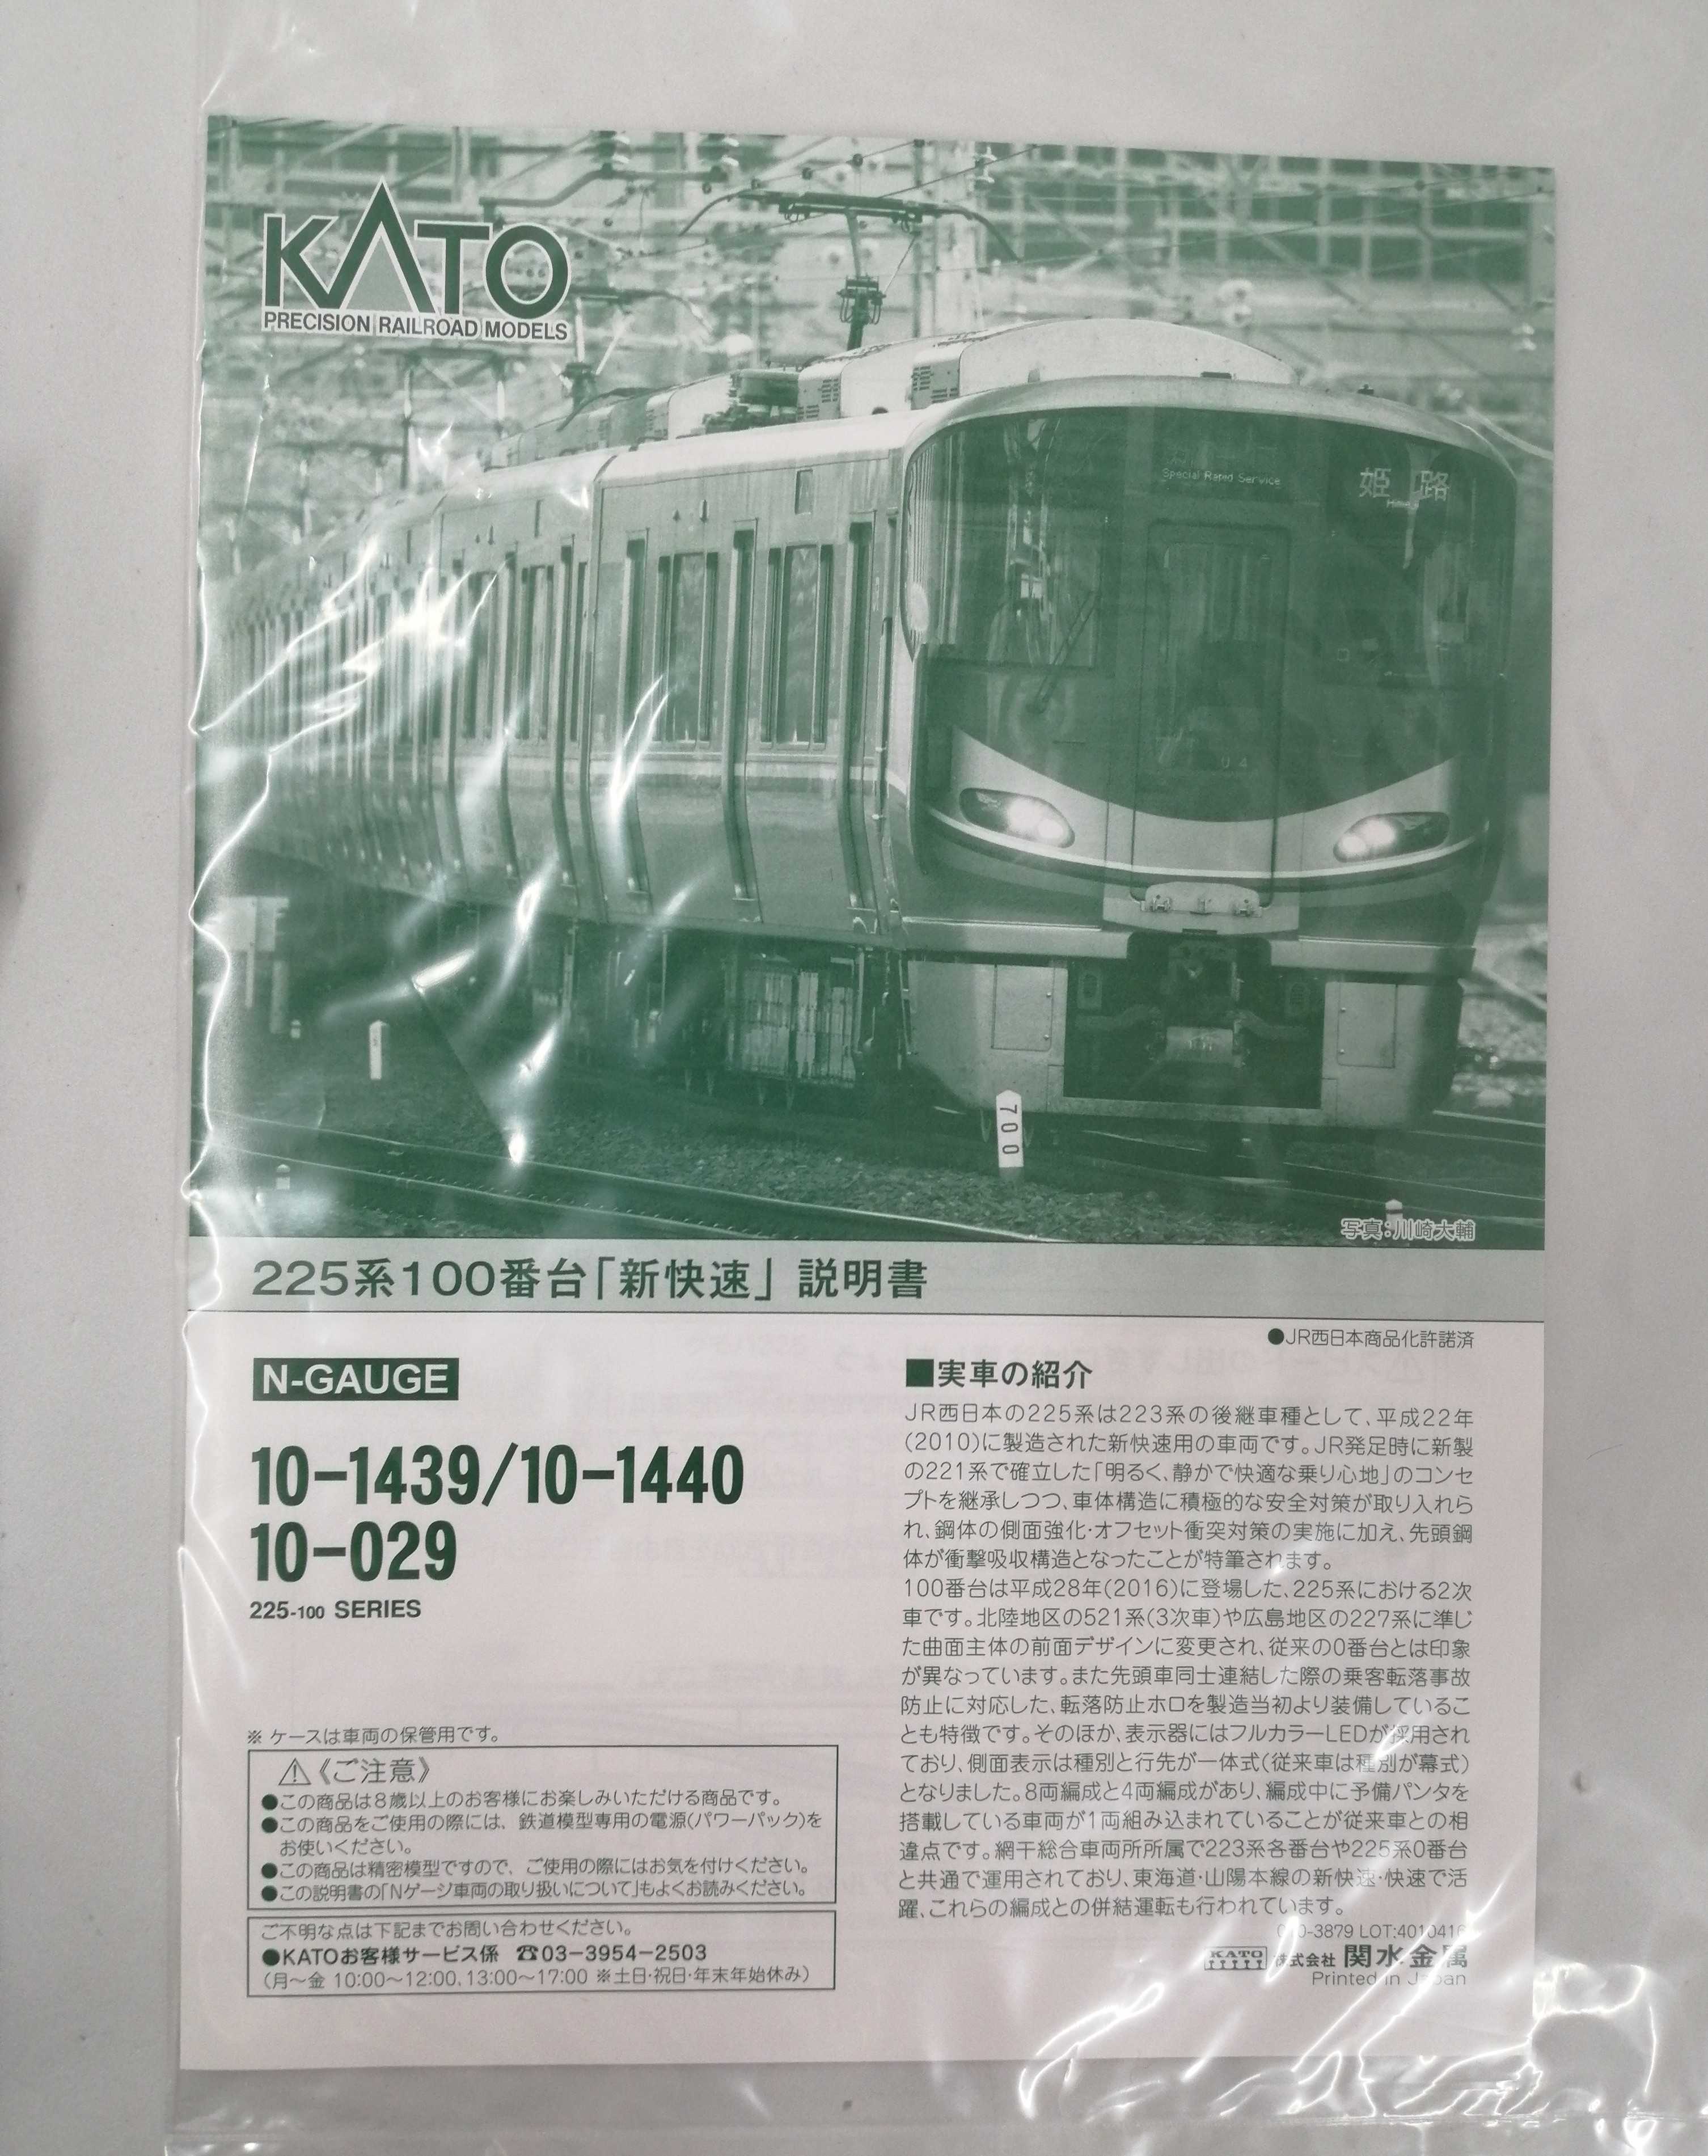 KATO
PRECISION RAILROAD MODELS
Special Rapid Service
姫路
U4
700
写真:川崎大輔
225系100番台「新快速」説明書
●JR西日本商品化許諾済
N-GAUGE
10-1439/10-1440
10-029
225-100 SERIES
※ ケースは車両の保管用です。
⚠《ご注意》
●この商品は8歳以上のお客様にお楽しみいただける商品です。
●この商品をご使用の際には、鉄道模型専用の電源(パワーパック)を
お使いください。
●この商品は精密模型ですので、ご使用の際にはお気を付けください。
●この説明書の「Nゲージ車両の取り扱いについて」もよくお読みください。
ご不明な点は下記までお問い合わせください。
●KATOお客様サービス係 ☎03-3954-2503
(月〜金 10:00〜12:00、13:00〜17:00 ※土日・祝日・年末年始休み)
■実車の紹介
JR西日本の225系は223系の後継車種として、平成22年
(2010)に製造された新快速用の車両です。JR発足時に新製
の221系で確立した「明るく、静かで快適な乗り心地」のコンセ
プトを継承しつつ、車体構造に積極的な安全対策が取り入れら
れ、鋼体の側面強化・オフセット衝突対策の実施に加え、先頭鋼
体が衝撃吸収構造となったことが特筆されます。
100番台は平成28年(2016)に登場した、225系における2次
車です。北陸地区の521系(3次車)や広島地区の227系に準じ
た曲面主体の前面デザインに変更され、従来の0番台とは印象
が異なっています。また先頭車同士連結した際の乗客転落事故
防止に対応した、転落防止ホロを製造当初より装備しているこ
とも特徴です。そのほか、表示器にはフルカラーLEDが採用され
ており、側面表示は種別と行先が一体式(従来車は種別が幕式)
となりました。8両編成と4両編成があり、編成中に予備パンタを
搭載している車両が1両組み込まれていることが従来車との相
違点です。網干総合車両所所属で223系各番台や225系0番台
と共通で運用されており、東海道・山陽本線の新快速・快速で活
躍、これらの編成との併結運転も行われています。
-3879 LOT:4010416
KATO 株式会社 関水金属
Printed in Japan